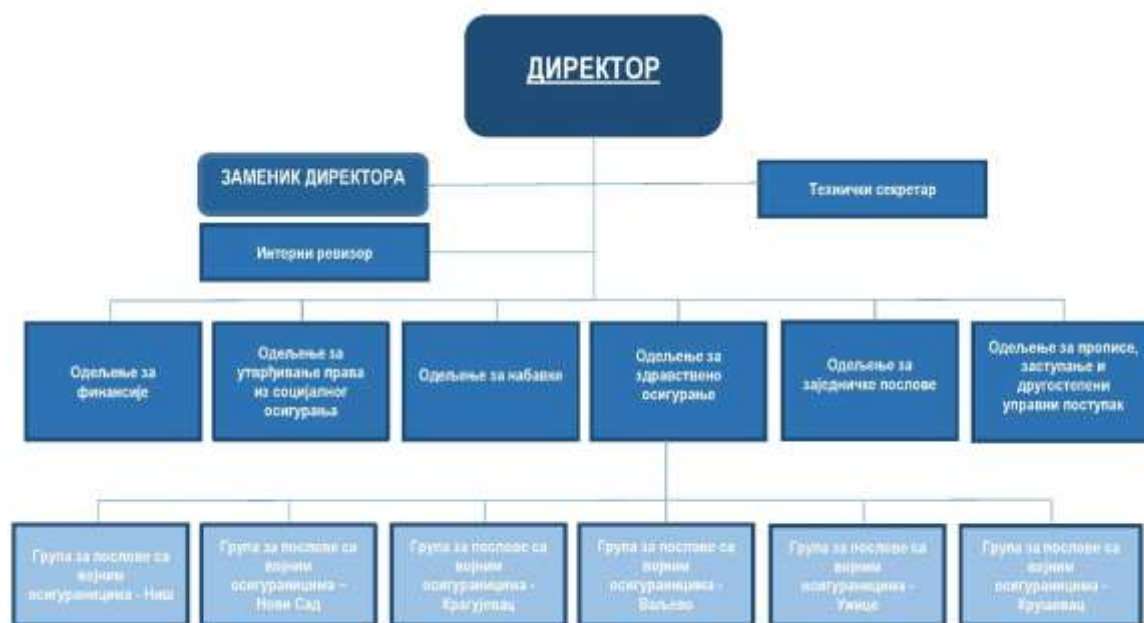 ДИРЕКТОР
ЗАМЕНИК ДИРЕКТОРА
Технички секретар
Интерни ревизор
Одељење за
финансије
Одељење за
утврђивање права
из социјалног
осигурања
Одељење за набавке
Одељење за
здравствено
осигурање
Одељење за
заједничке послове
Одељење за прописе,
заступање и
другостепени
управни поступак
Група за послове са
војним
осигураницима - Ниш
Група за послове са
војним
осигураницима –
Нови Сад
Група за послове са
војним
осигураницима -
Крагујевац
Група за послове са
војним
осигураницима -
Ваљево
Група за послове са
војним
осигураницима -
Ужице
Група за послове са
војним
осигураницима -
Крушевац